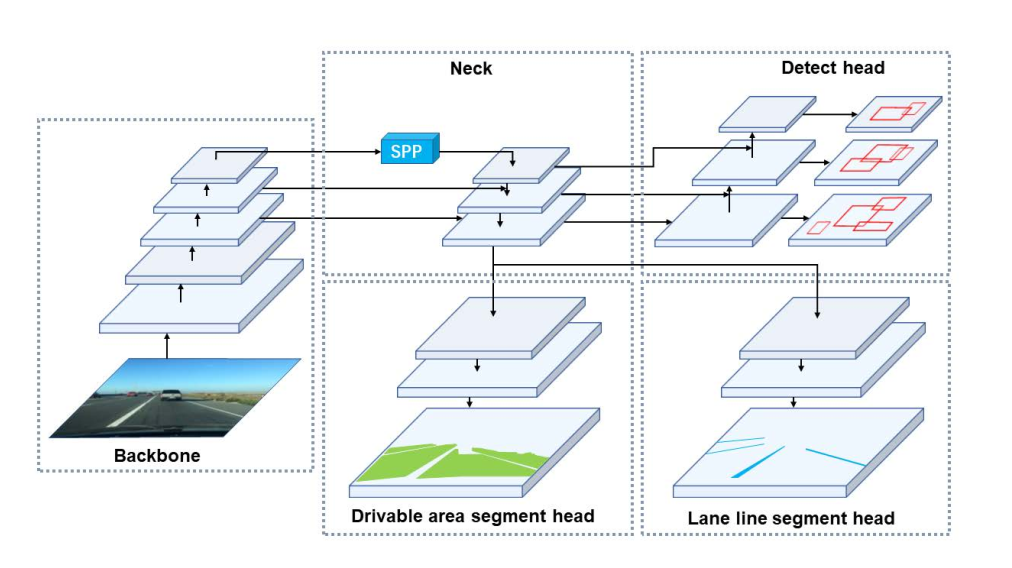 Neck
Detect head
SPP
Backbone
Drivable area segment head
Lane line segment head